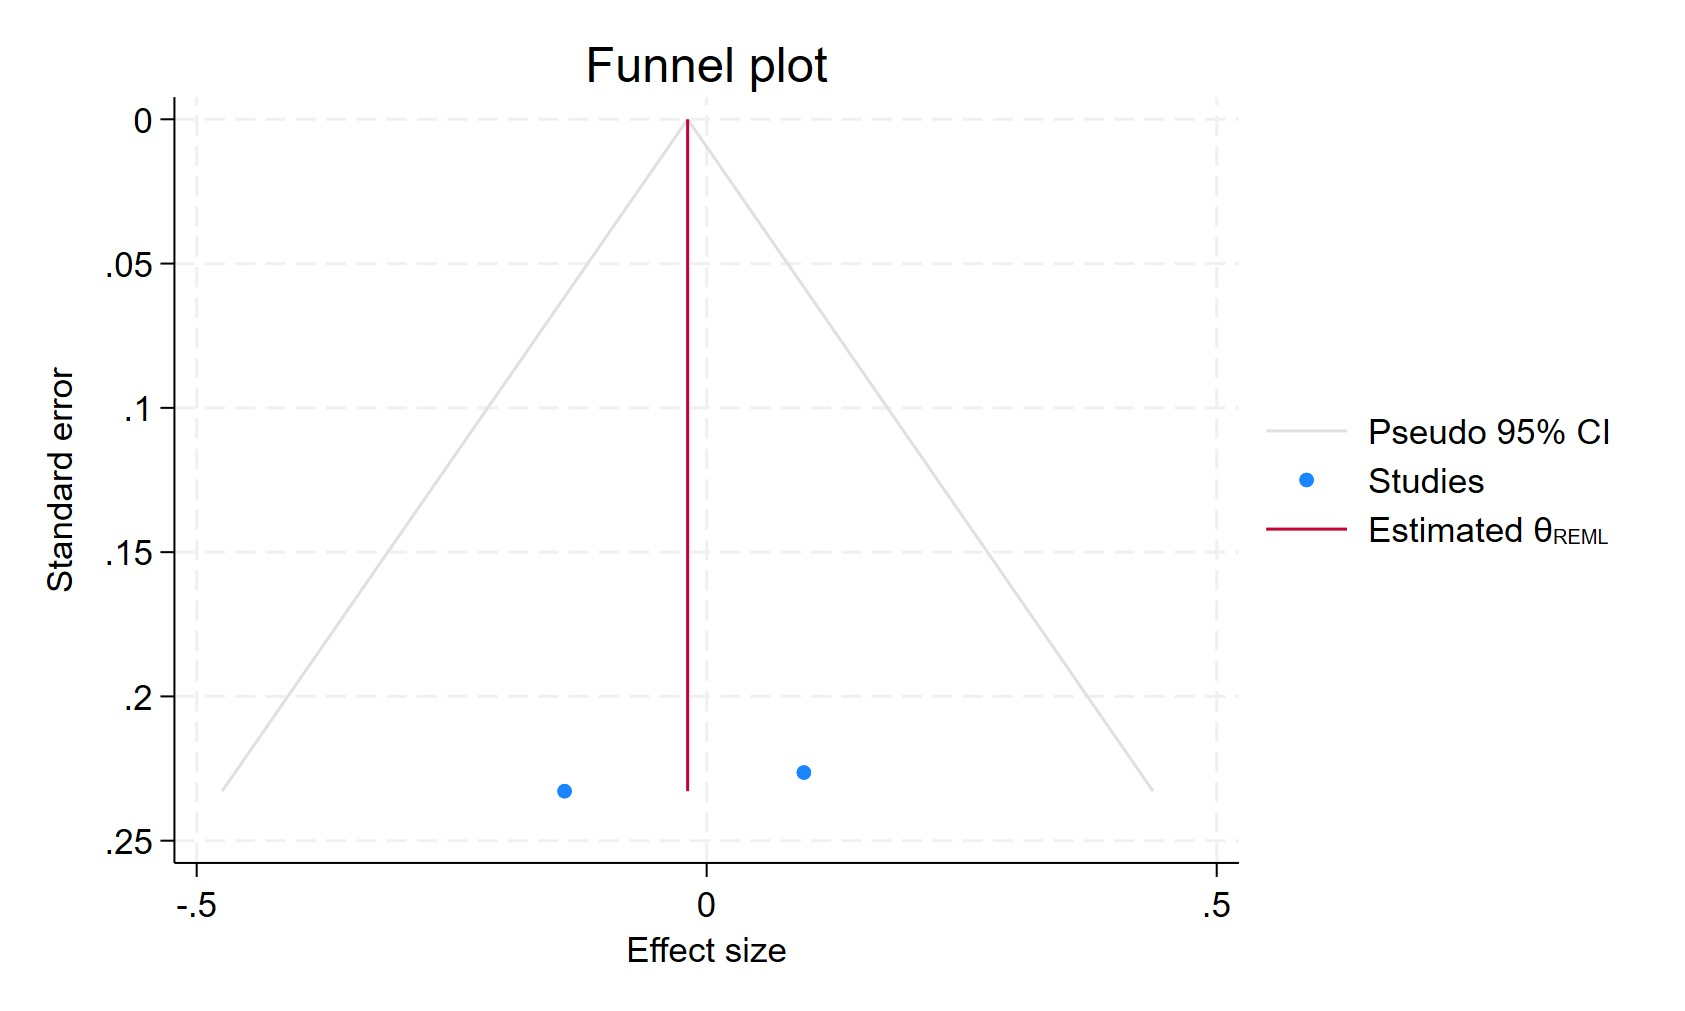 Funnel plot
0
.05
.1
.15
.2
.25
Standard error
-.5
0
.5
Effect size
Pseudo 95% CI
Studies
Estimated θREML